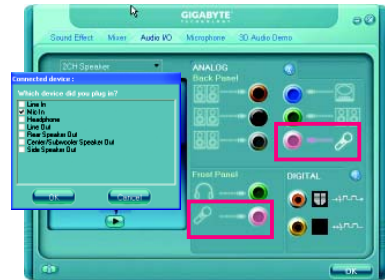 GIGABYTE
TECHNOLOGY
Sound Effect Mixer Audio I/O Microphone 3D Audio Demo
2CH Speaker
ANALOG
Back Panel
Connected device :
Which device did you plug in?
Line In
Mic In
Headphone
Line Out
Rear Speaker Out
Center/Subwoofer Speaker Out
Side Speaker Out
OK Cancel
Front Panel
DIGITAL
OK